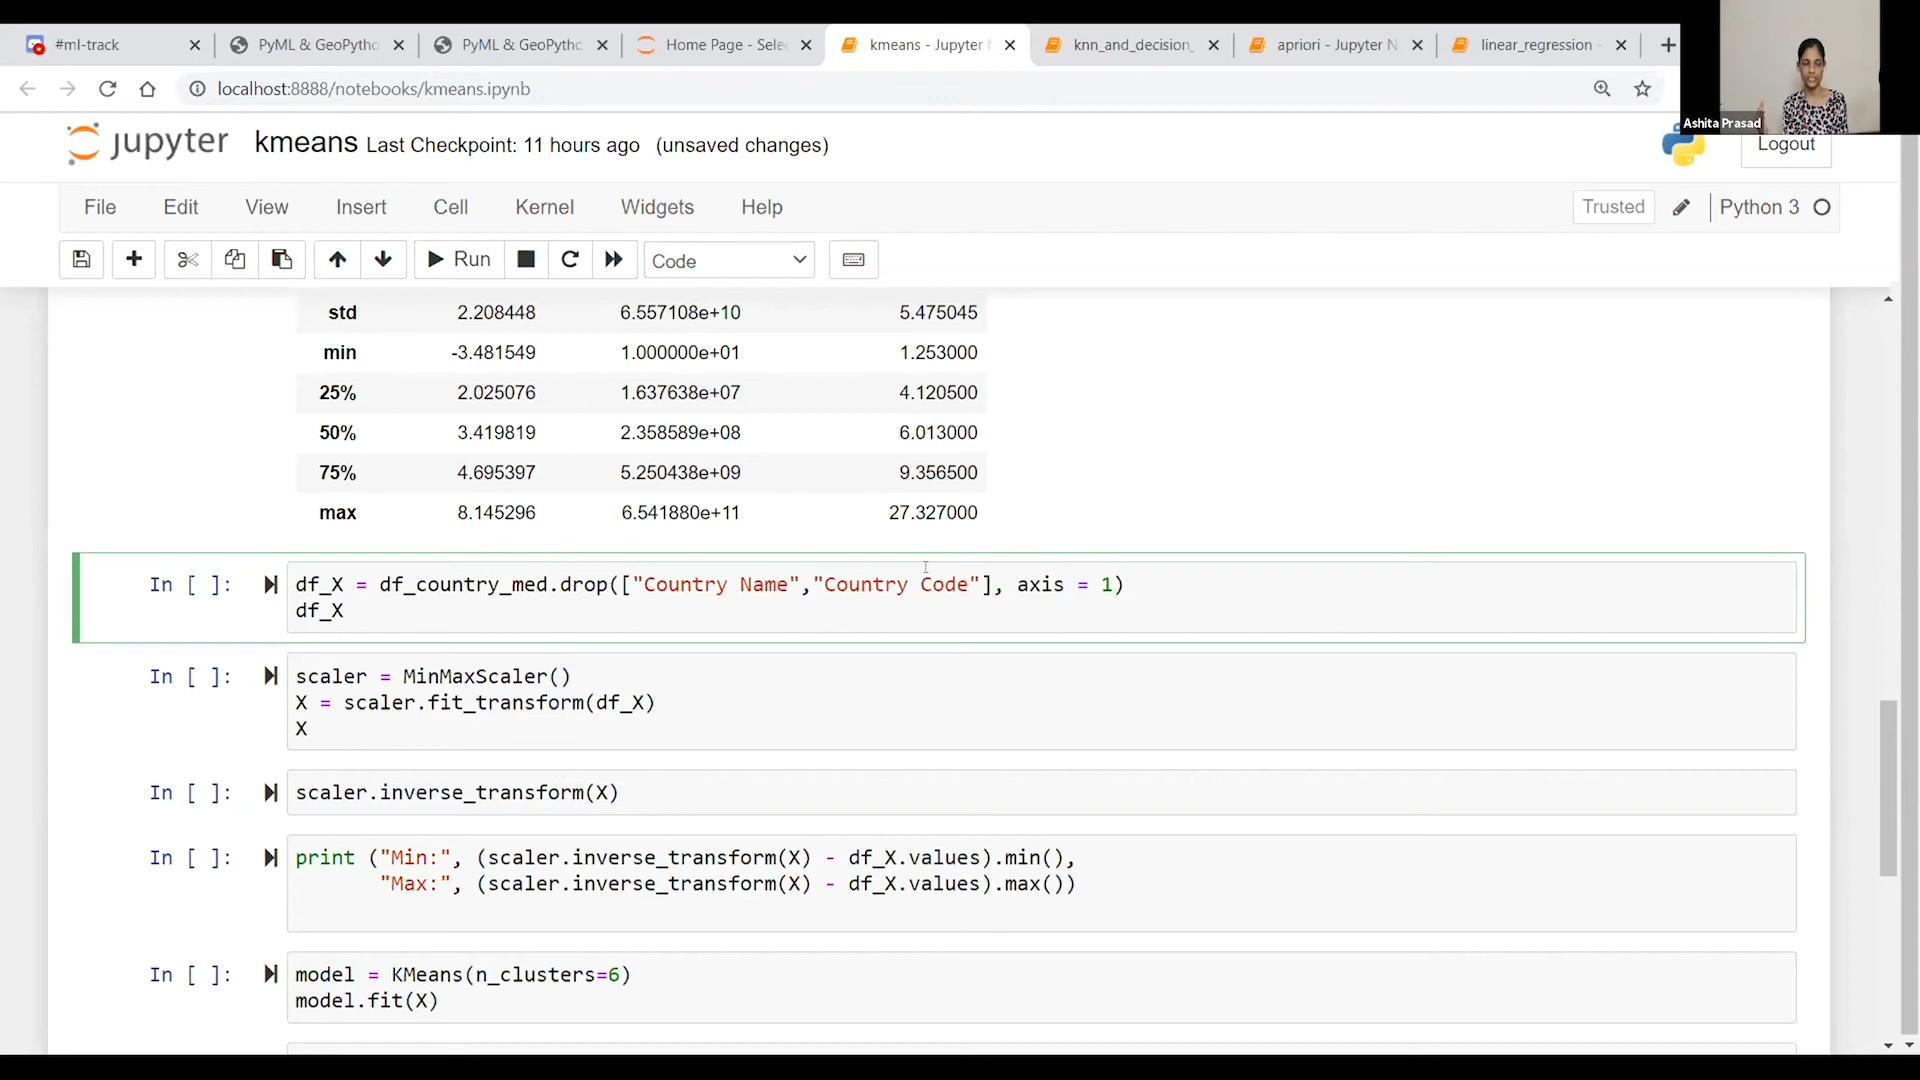 #ml-track
PyML & GeoPytho
PyML & GeoPytho
Home Page - Sele
kmeans - Jupyter
knn_and_decision_
apriori - Jupyter N
linear_regression -
localhost:8888/notebooks/kmeans.ipynb
Ashita Prasad
jupyter kmeans Last Checkpoint: 11 hours ago (unsaved changes)
Logout
File Edit View Insert Cell Kernel Widgets Help
Trusted Python 3
Run Code
std 2.208448 6.557108e+10 5.475045
min -3.481549 1.000000e+01 1.253000
25% 2.025076 1.637638e+07 4.120500
50% 3.419819 2.358589e+08 6.013000
75% 4.695397 5.250438e+09 9.356500
max 8.145296 6.541880e+11 27.327000
In [ ]: df_X = df_country_med.drop(["Country Name","Country Code"], axis = 1)
df_X
In [ ]: scaler = MinMaxScaler()
X = scaler.fit_transform(df_X)
X
In [ ]: scaler.inverse_transform(X)
In [ ]: print ("Min:", (scaler.inverse_transform(X) - df_X.values).min(),
"Max:", (scaler.inverse_transform(X) - df_X.values).max())
In [ ]: model = KMeans(n_clusters=6)
model.fit(X)